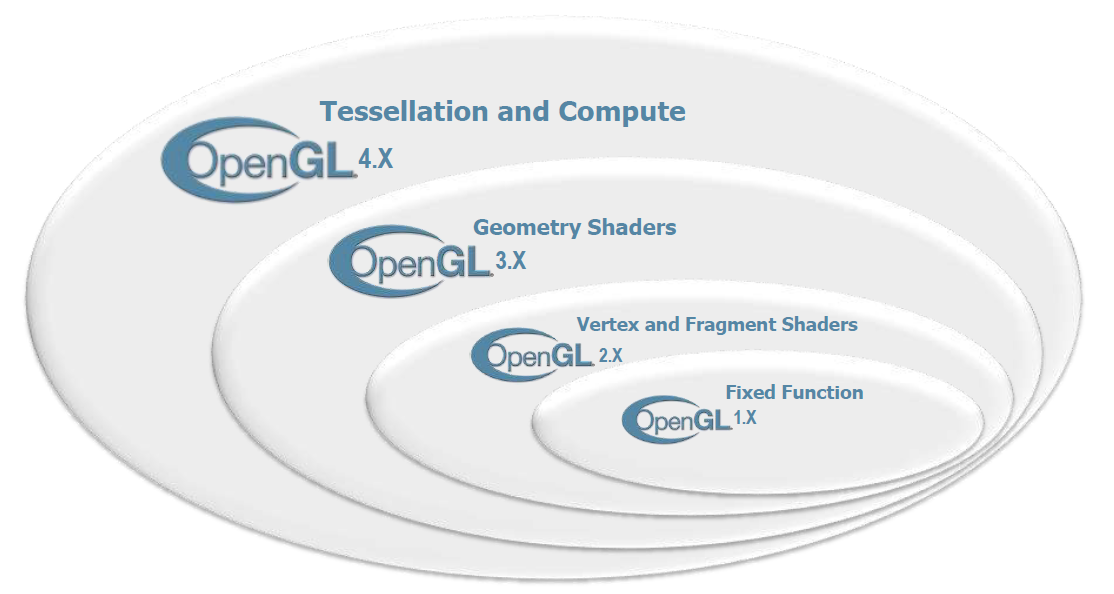 Tessellation and Compute
OpenGL 4.X
Geometry Shaders
OpenGL 3.X
Vertex and Fragment Shaders
OpenGL 2.X
Fixed Function
OpenGL 1.X